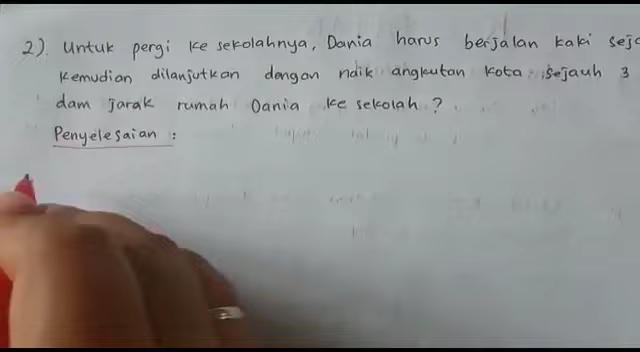 2). Untuk pergi ke sekolahnya, Dania harus berjalan kaki
kemudian dilanjutkan dengan naik angkutan kota sejauh 3
dam jarak rumah Dania ke sekolah ?
Penyelesaian :